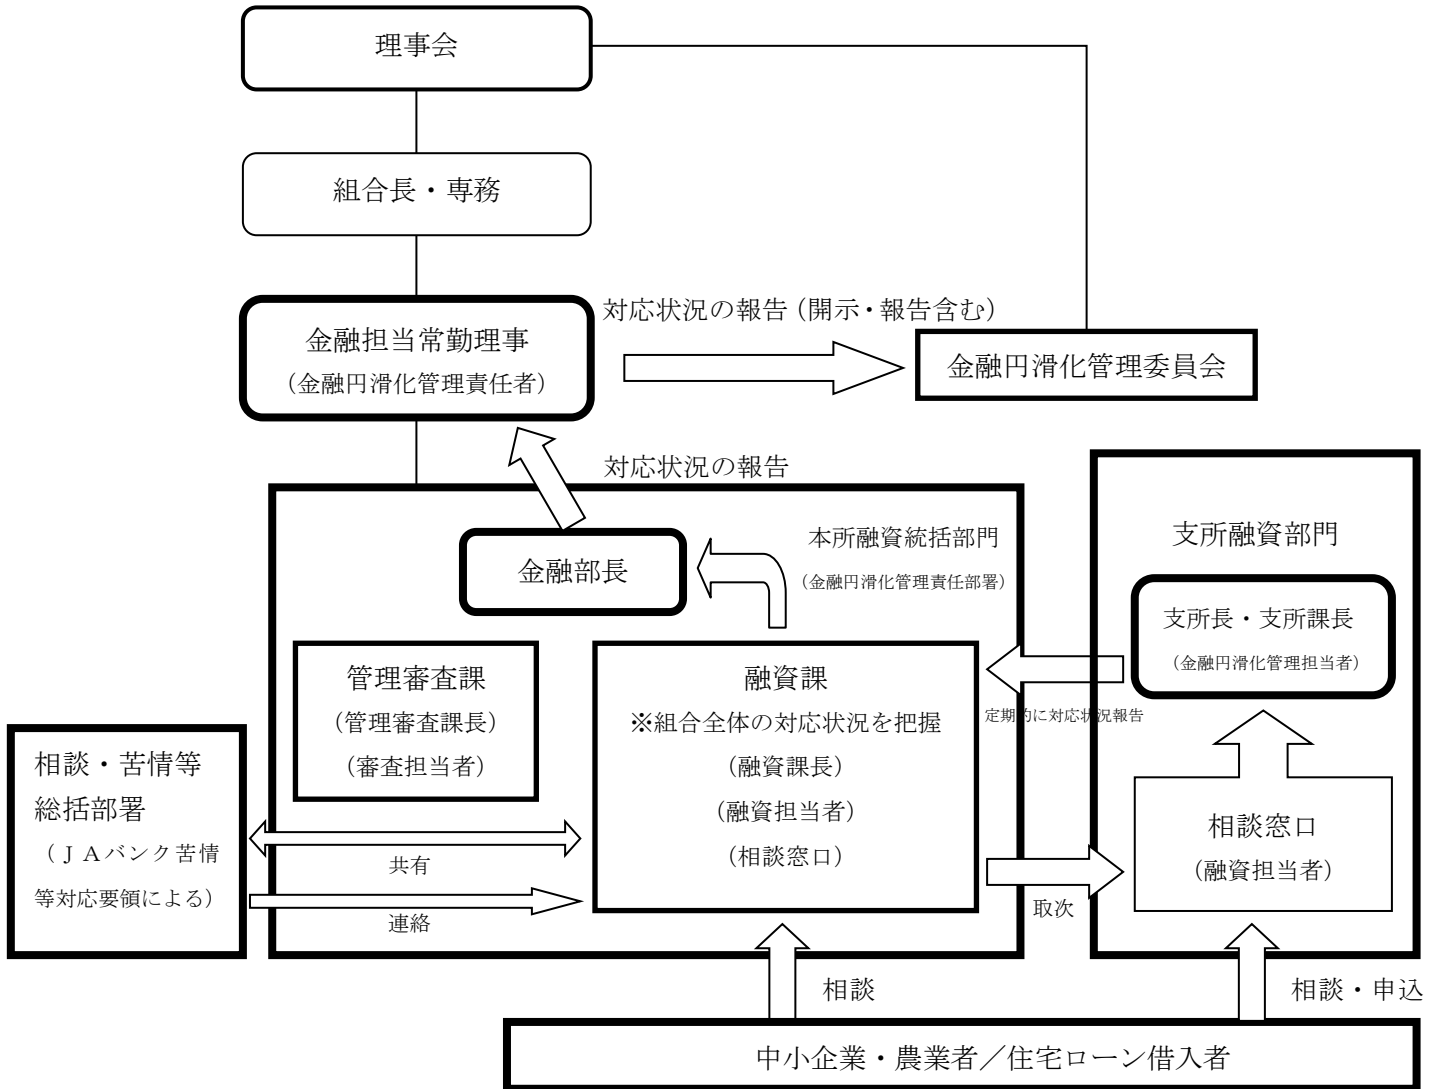 理事会
組合長・専務
金融担当常勤理事
（金融円滑化管理責任者）
対応状況の報告（開示・報告含む）
金融円滑化管理委員会
対応状況の報告
金融部長
本所融資統括部門
（金融円滑化管理責任部署）
支所融資部門
支所長・支所課長
（金融円滑化管理担当者）
管理審査課
（管理審査課長）
（審査担当者）
融資課
※組合全体の対応状況を把握
（融資課長）
（融資担当者）
（相談窓口）
定期的に対応状況報告
相談・苦情等
総括部署
（ＪＡバンク苦情
等対応要領による）
共有
連絡
取次
相談窓口
（融資担当者）
相談
相談・申込
中小企業・農業者／住宅ローン借入者